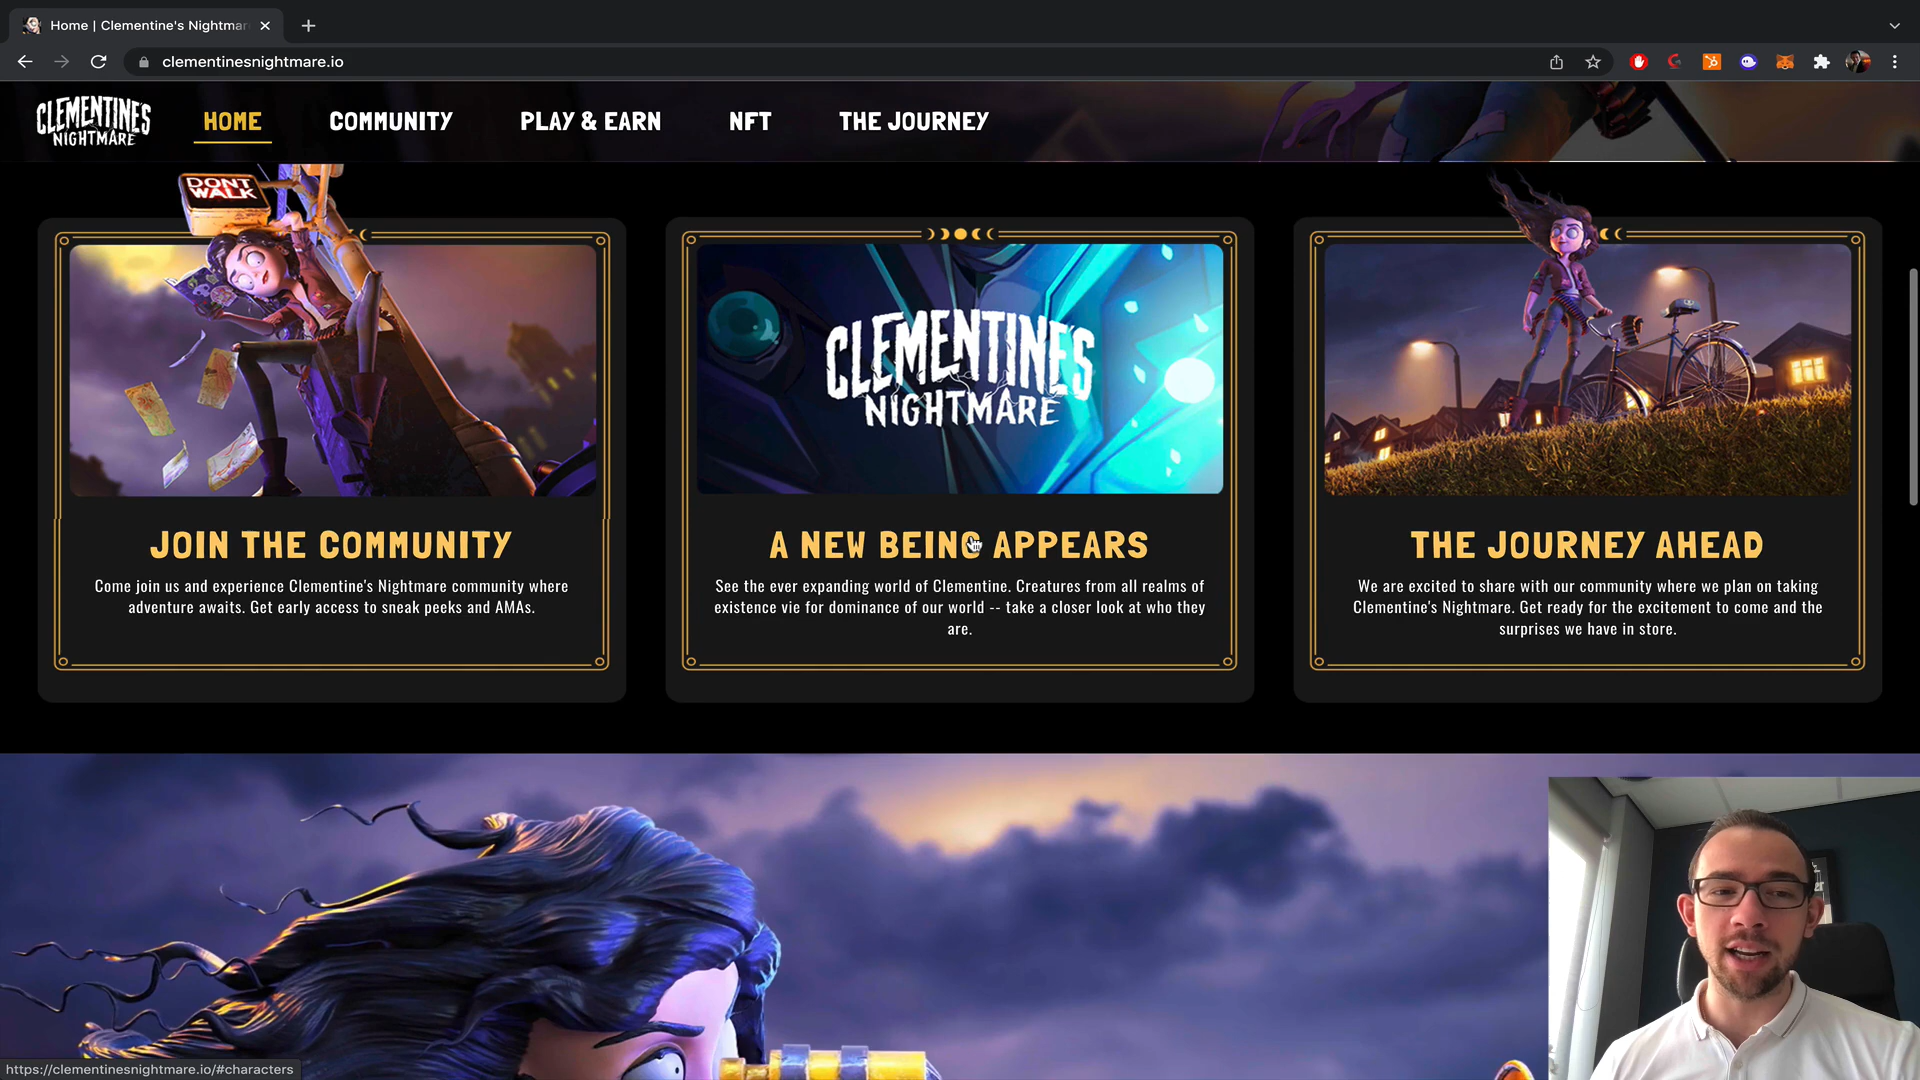 Home | Clementine's Nightmar
clementinesnightmare.io
CLEMENTINE'S
NIGHTMARE
HOME
COMMUNITY
PLAY & EARN
NFT
THE JOURNEY
DONT
WALK
CLEMENTINE'S
NIGHTMARE
JOIN THE COMMUNITY
Come join us and experience Clementine's Nightmare community where
adventure awaits. Get early access to sneak peeks and AMAs.
A NEW BEING APPEARS
See the ever expanding world of Clementine. Creatures from all realms of
existence vie for dominance of our world -- take a closer look at who they
are.
THE JOURNEY AHEAD
We are excited to share with our community where we plan on taking
Clementine's Nightmare. Get ready for the excitement to come and the
surprises we have in store.
https://clementinesnightmare.io/#characters